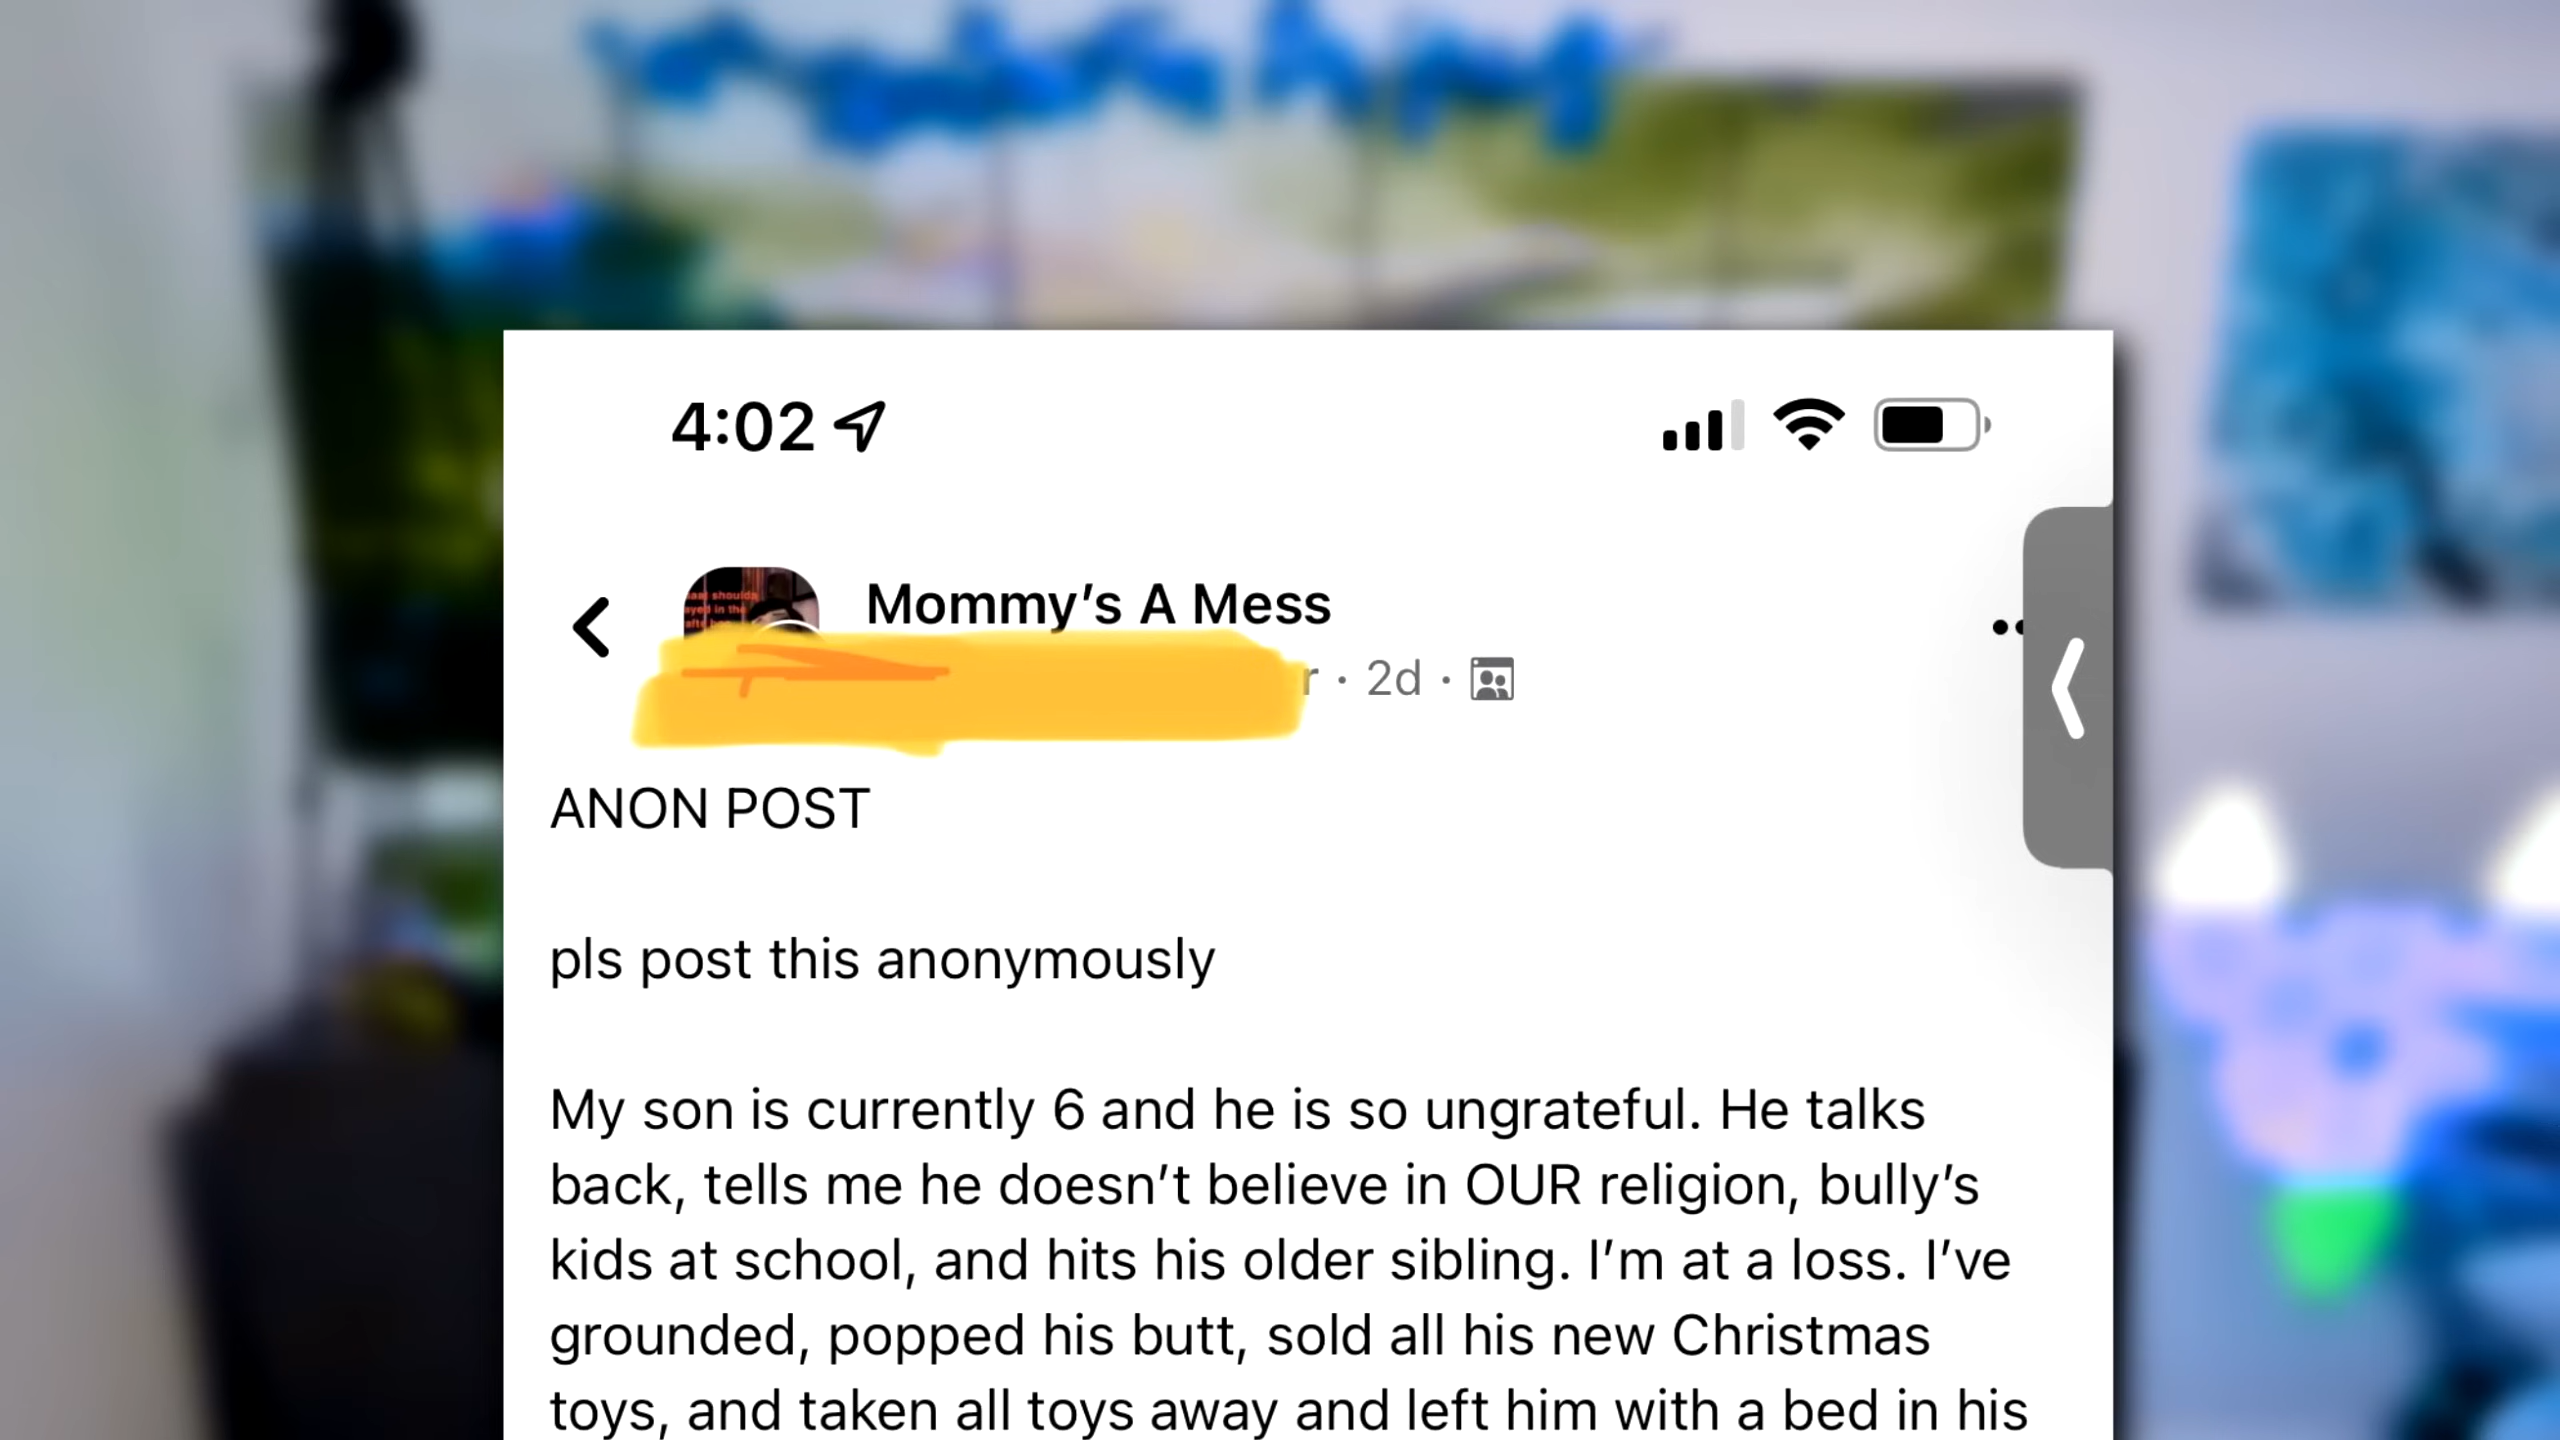 4:02
Mommy’s A Mess
r · 2d ·
ANON POST
pls post this anonymously
My son is currently 6 and he is so ungrateful. He talks
back, tells me he doesn’t believe in OUR religion, bully’s
kids at school, and hits his older sibling. I’m at a loss. I’ve
grounded, popped his butt, sold all his new Christmas
toys, and taken all toys away and left him with a bed in his